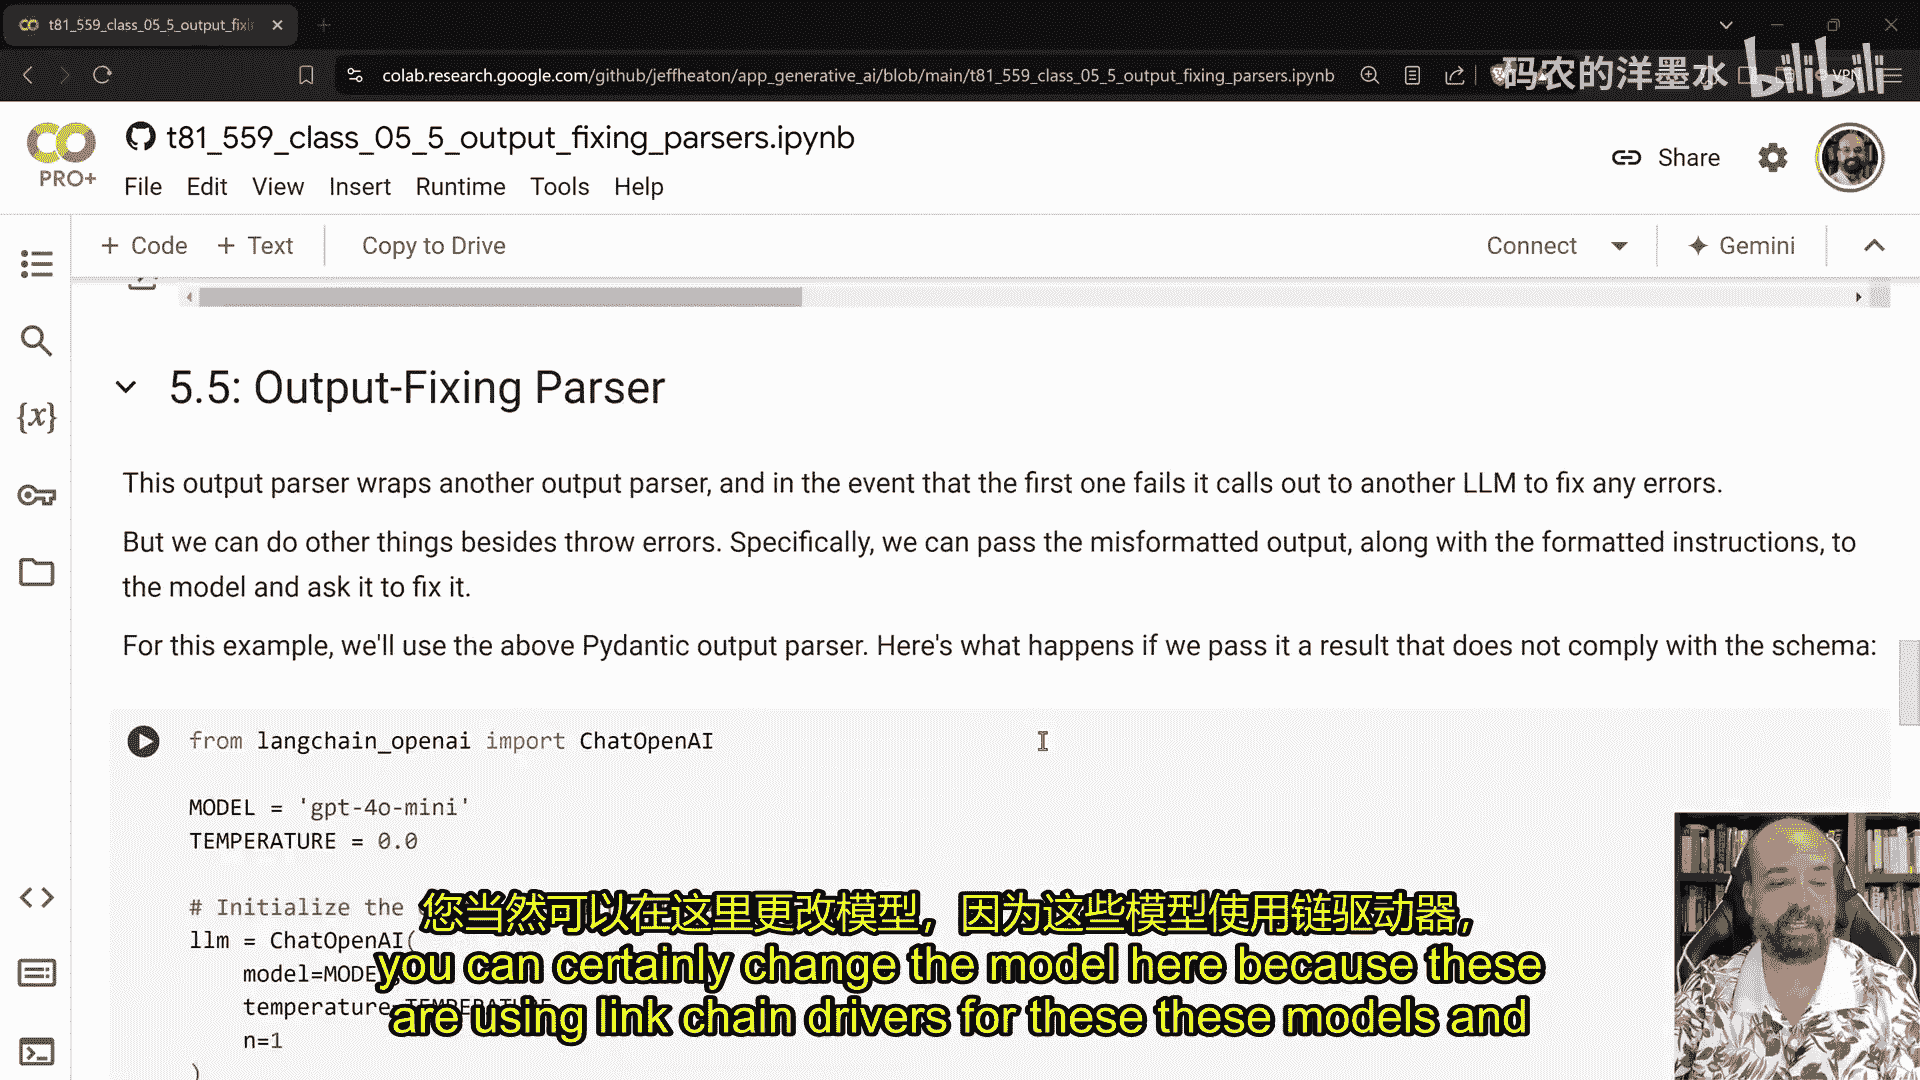 t81_559_class_05_5_output_fixi
colab.research.google.com/github/jeffheaton/app_generative_ai/blob/main/t81_559_class_05_5_output_fixing_parsers.ipynb
VPN
码农的洋墨水 bilibili
CO
PRO+
t81_559_class_05_5_output_fixing_parsers.ipynb
File Edit View Insert Runtime Tools Help
Share
+ Code + Text Copy to Drive
Connect Gemini
5.5: Output-Fixing Parser
This output parser wraps another output parser, and in the event that the first one fails it calls out to another LLM to fix any errors.
But we can do other things besides throw errors. Specifically, we can pass the misformatted output, along with the formatted instructions, to
the model and ask it to fix it.
For this example, we'll use the above Pydantic output parser. Here's what happens if we pass it a result that does not comply with the schema:
from langchain_openai import ChatOpenAI
MODEL = 'gpt-4o-mini'
TEMPERATURE = 0.0
# Initialize the
llm = ChatOpenAI(
model=MODEL
temperature=TEMPERATURE
n=1
)
您当然可以在这里更改模型，因为这些模型使用链驱动器，
you can certainly change the model here because these
are using link chain drivers for these these models and